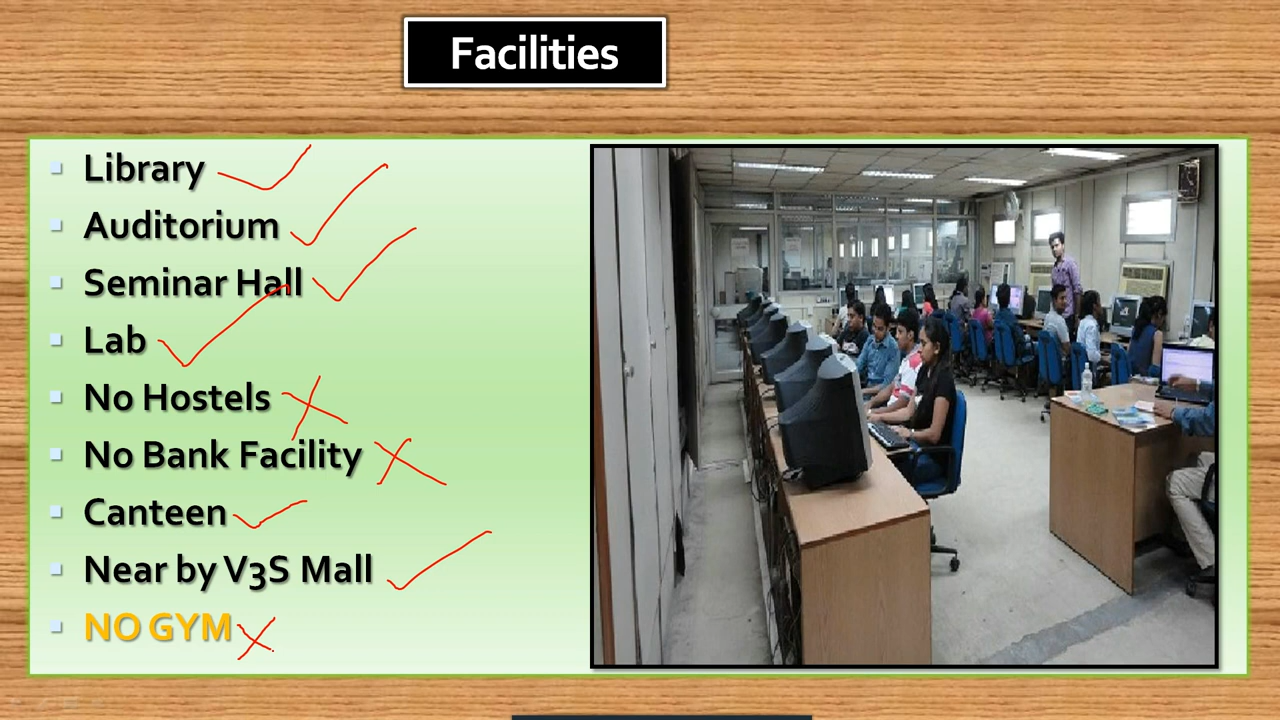 Facilities
Library
Auditorium
Seminar Hall
Lab
No Hostels
No Bank Facility
Canteen
Near by V3S Mall
NO GYM